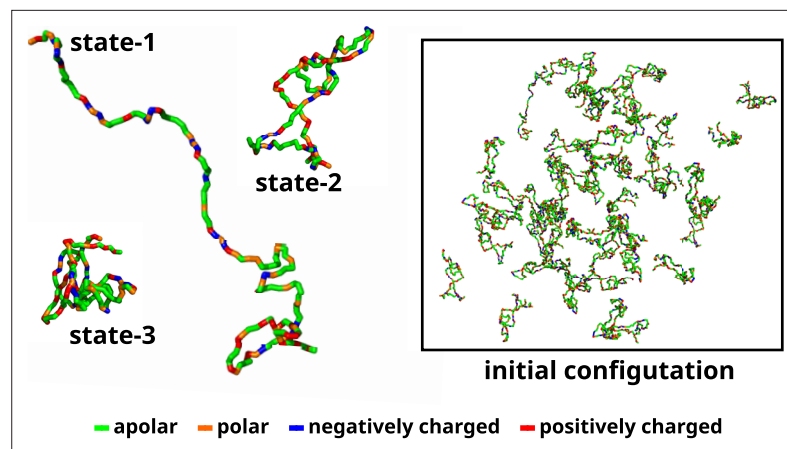 state-1
state-2
state-3
initial configutation
apolar polar negatively charged positively charged